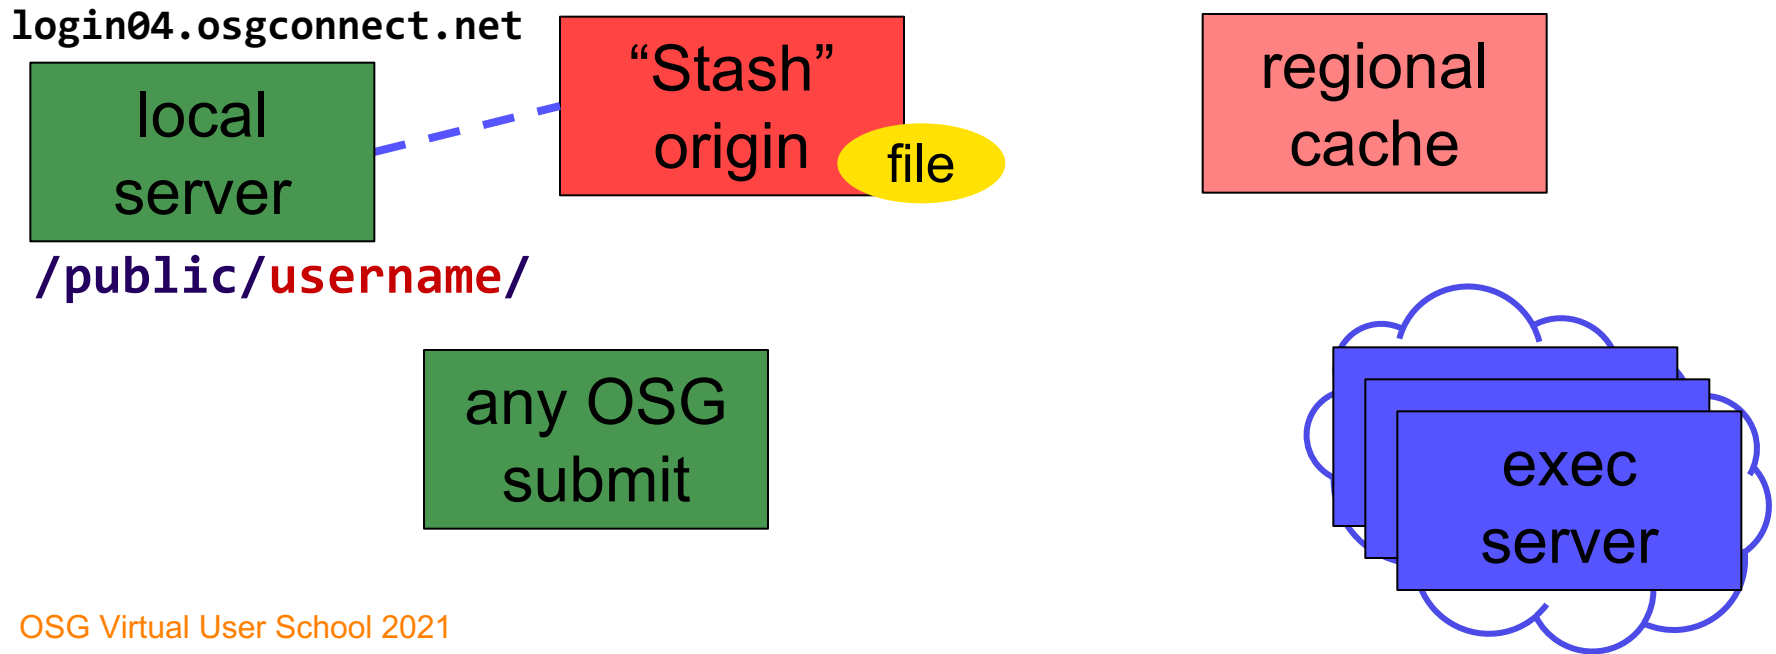 login04.osgconnect.net
local
server
“Stash”
origin
file
regional
cache
/public/username/
any OSG
submit
exec
server
OSG Virtual User School 2021